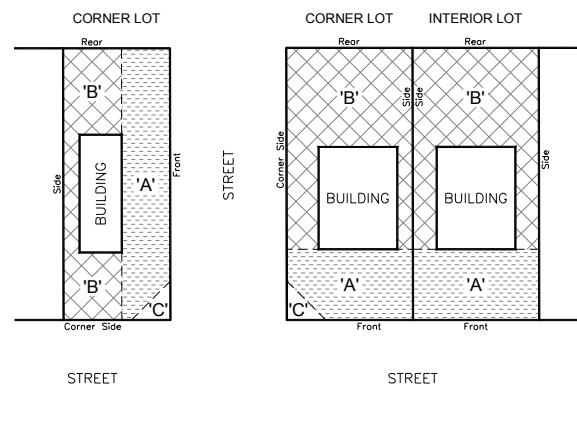 CORNER LOT
Rear
'B'
Side
BUILDING
'A'
Front
'B'
'C'
Corner Side
STREET
STREET
CORNER LOT
INTERIOR LOT
Rear
Rear
'B'
Side
Side
'B'
Corner Side
Side
BUILDING
BUILDING
'A'
'A'
'C'
Front
Front
STREET